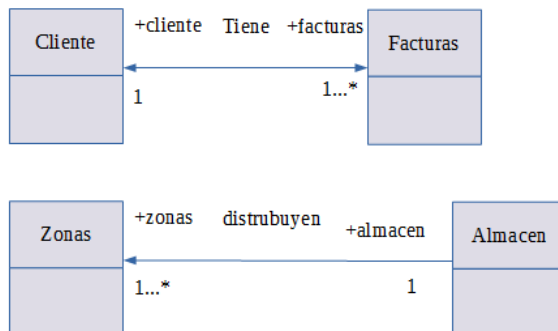 Cliente
+cliente Tiene +facturas
Facturas
1
1...*
Zonas
+zonas distrubuyen +almacen
Almacen
1...*
1